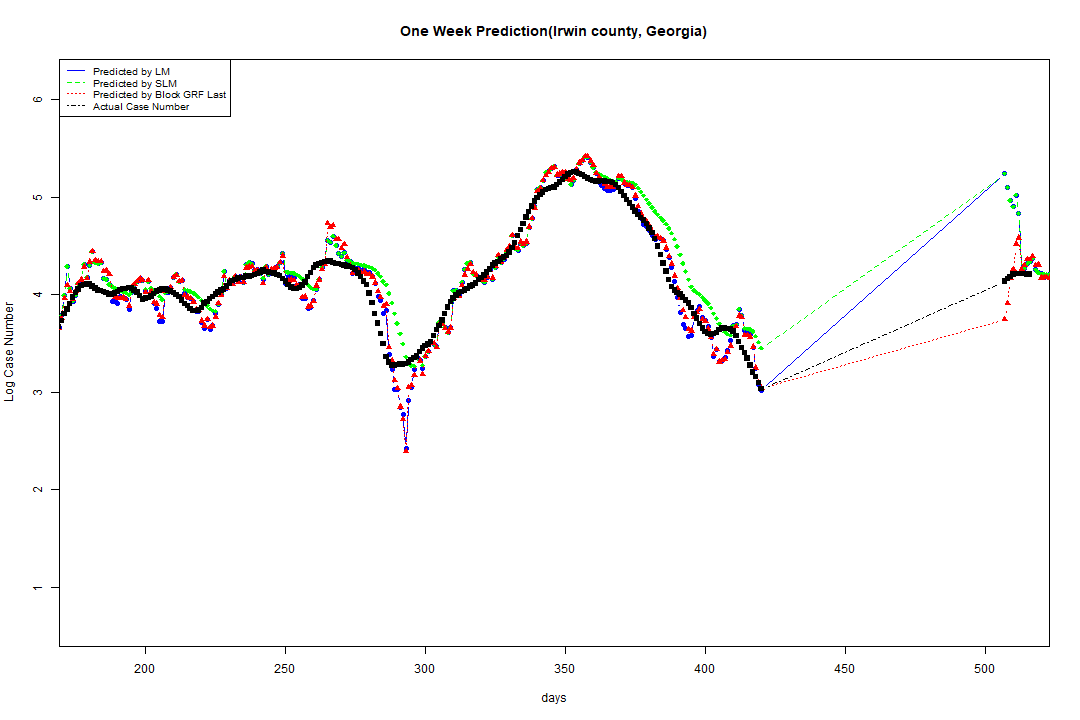 One Week Prediction(Irwin county, Georgia)
Predicted by LM
Predicted by SLM
Predicted by Block GRF Last
Actual Case Number
6
5
4
3
2
1
Log Case Number
200 250 300 350 400 450 500
days